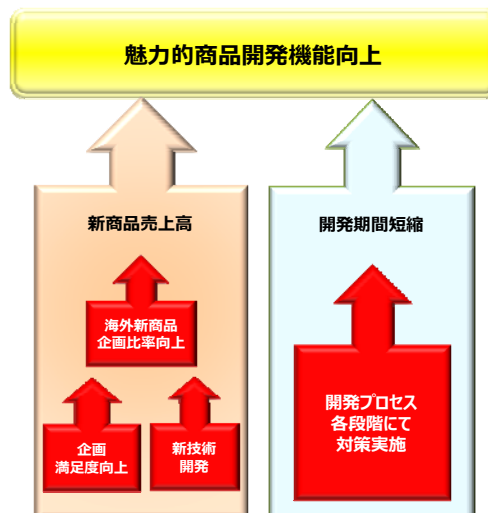 魅力的商品開発機能向上
新商品売上高
海外新商品
企画比率向上
企画
満足度向上
新技術
開発
開発期間短縮
開発プロセス
各段階にて
対策実施